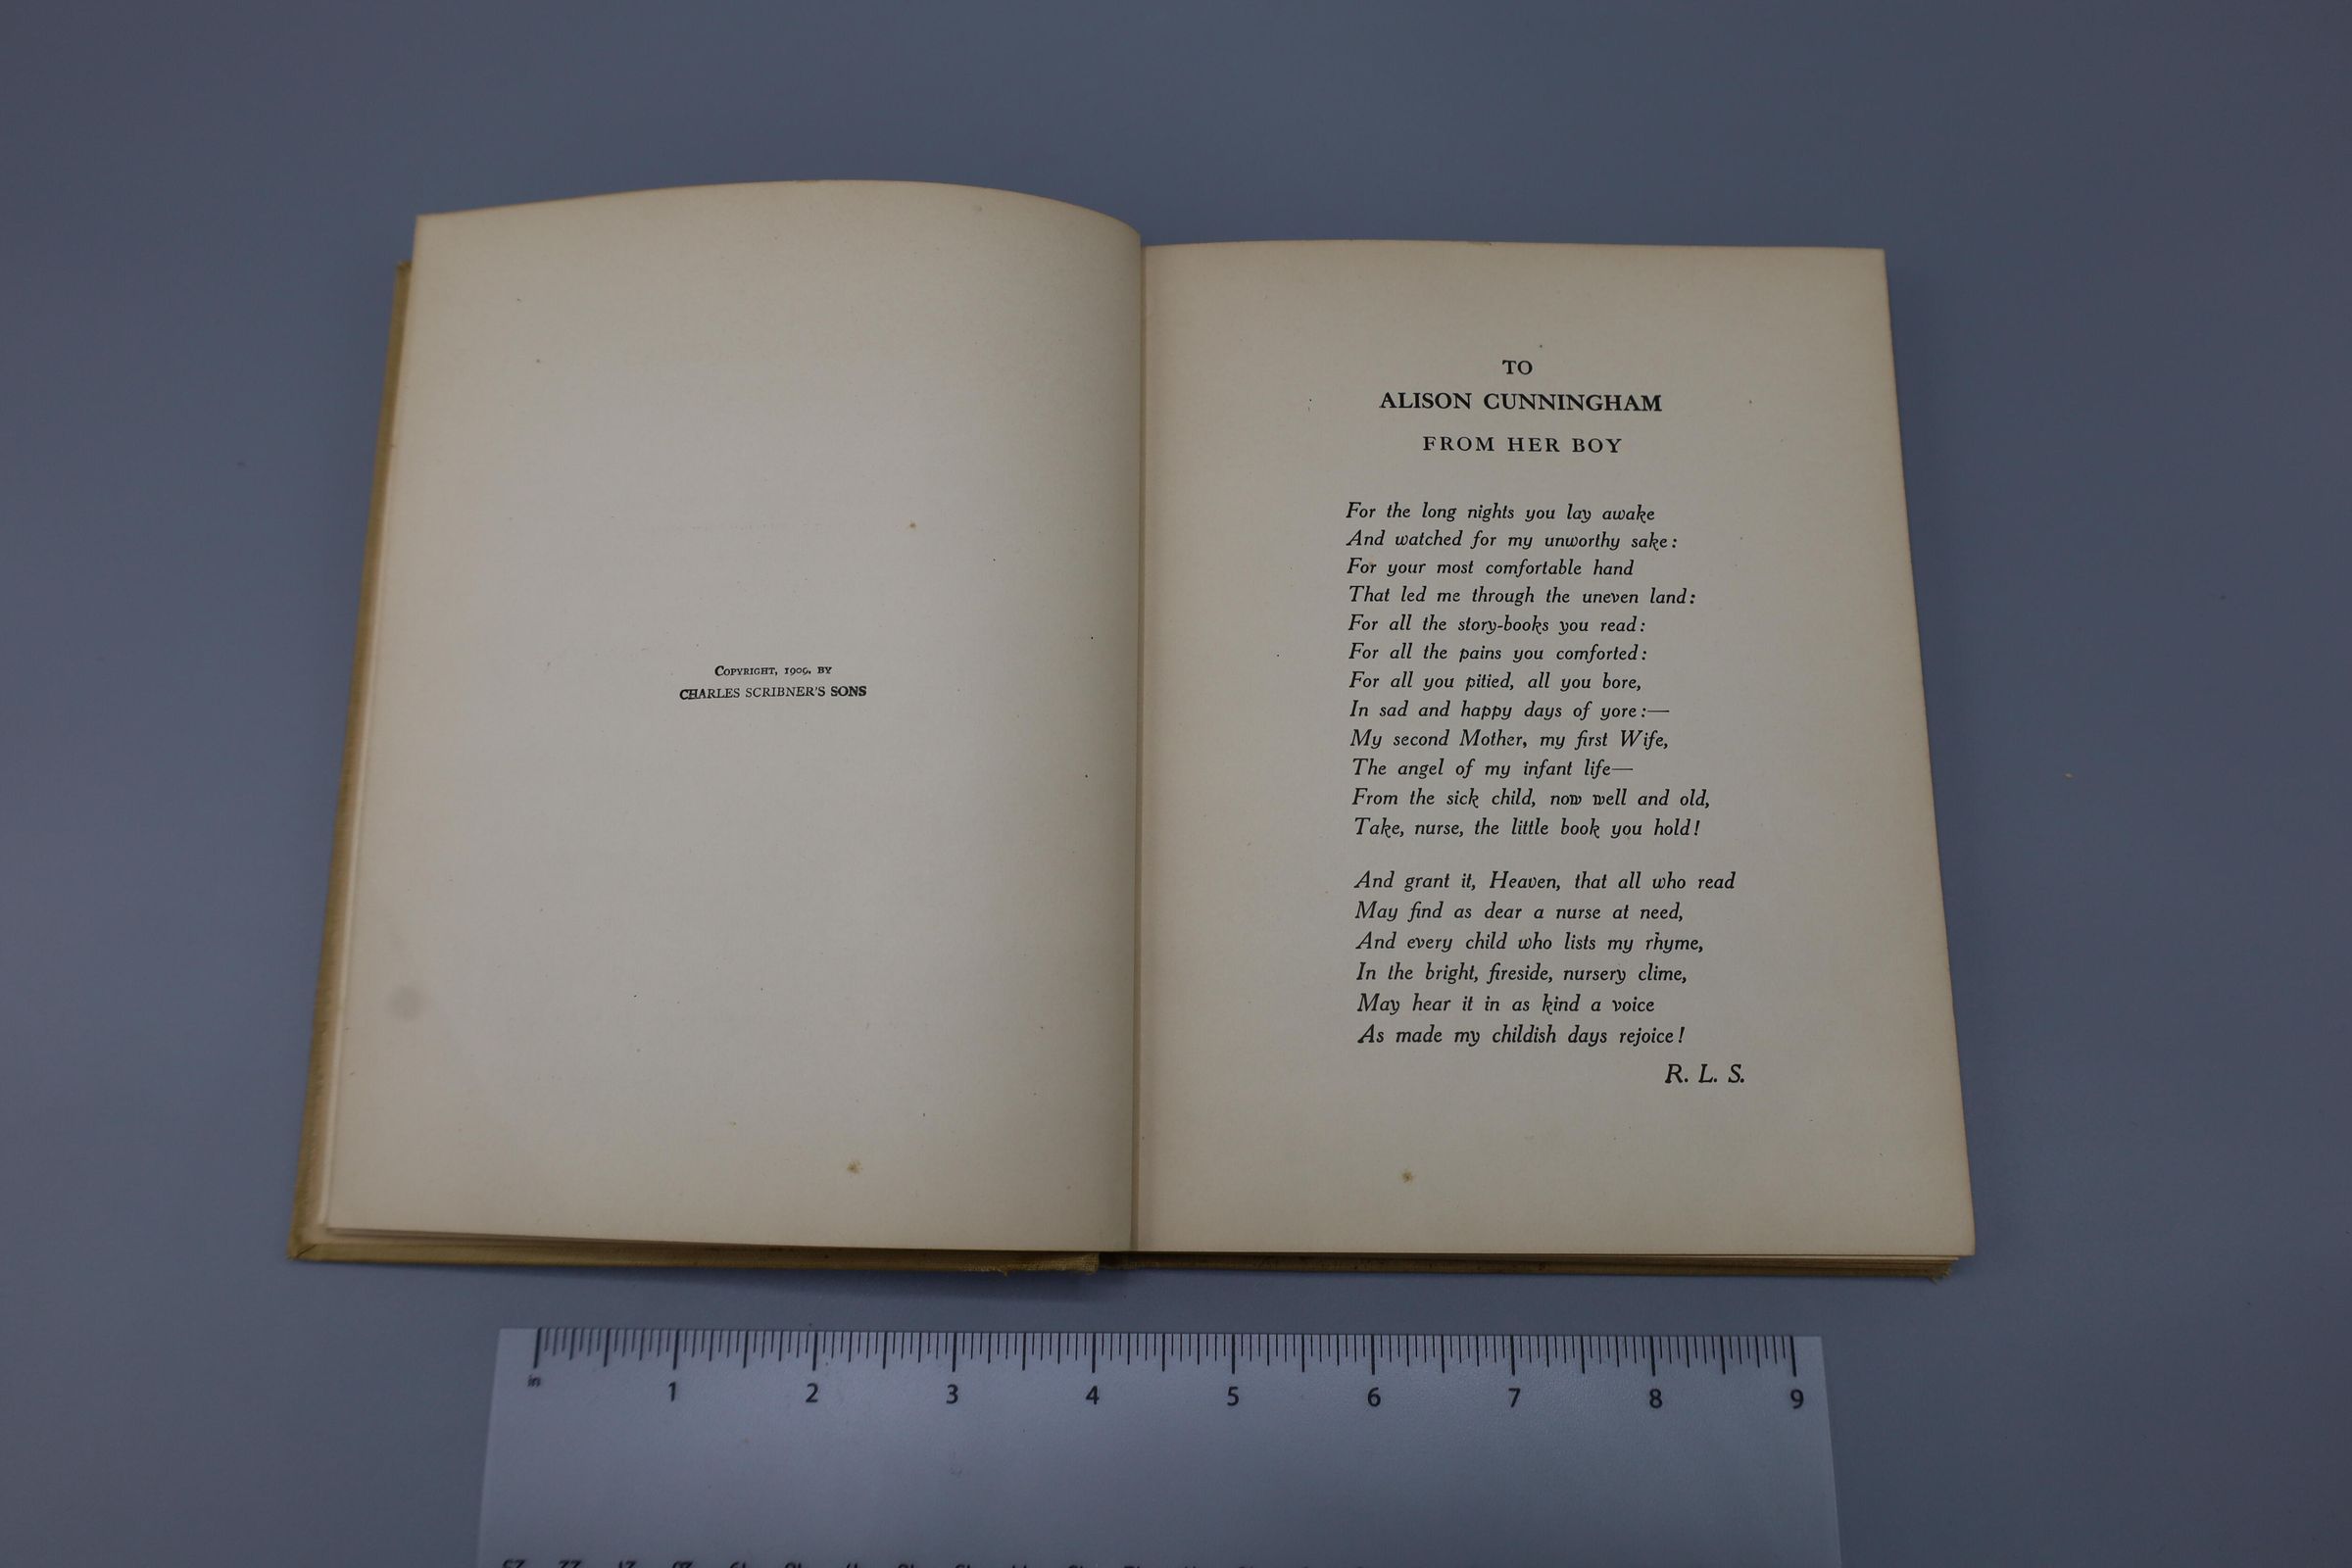 COPYRIGHT, 1909, BY
CHARLES SCRIBNER'S SONS
TO
ALISON CUNNINGHAM
FROM HER BOY
For the long nights you lay awake
And watched for my unworthy sake:
For your most comfortable hand
That led me through the uneven land:
For all the story-books you read:
For all the pains you comforted:
For all you pitied, all you bore,
In sad and happy days of yore:—
My second Mother, my first Wife,
The angel of my infant life—
From the sick child, now well and old,
Take, nurse, the little book you hold!
And grant it, Heaven, that all who read
May find as dear a nurse at need,
And every child who lists my rhyme,
In the bright, fireside, nursery clime,
May hear it in as kind a voice
As made my childish days rejoice!
R. L. S.
in 1 2 3 4 5 6 7 8 9